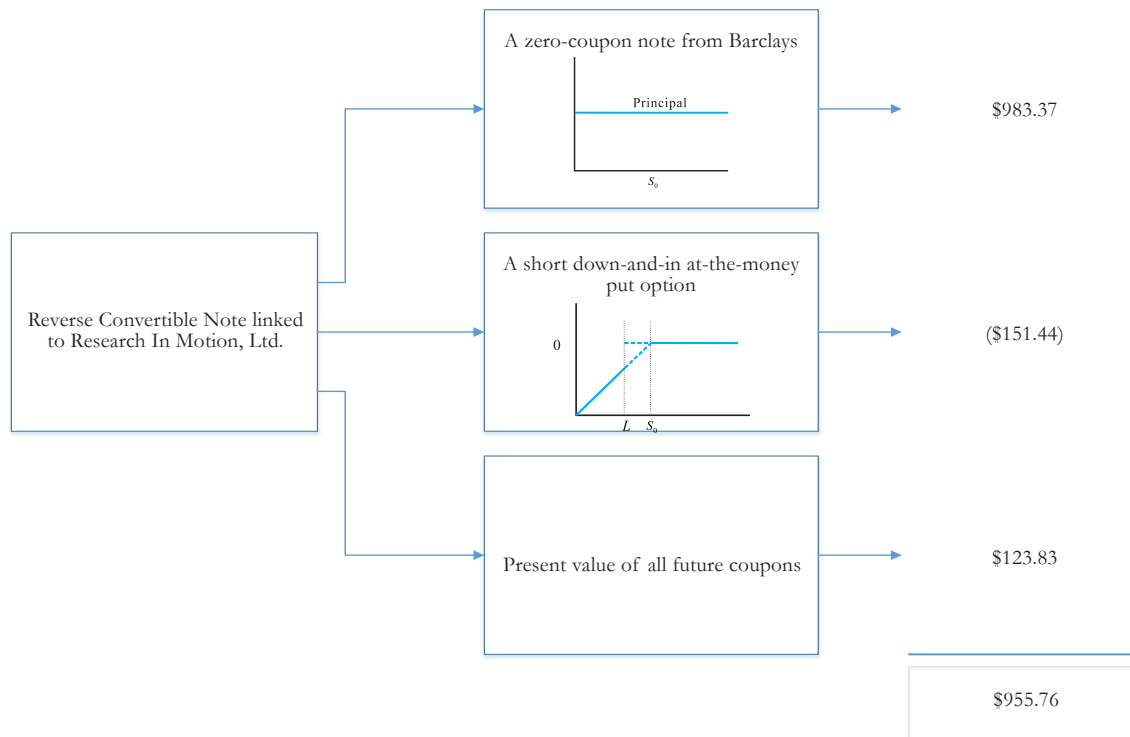 A zero-coupon note from Barclays
Principal
S0
$983.37
Reverse Convertible Note linked
to Research In Motion, Ltd.
A short down-and-in at-the-money
put option
0
L S0
($151.44)
Present value of all future coupons
$123.83
$955.76